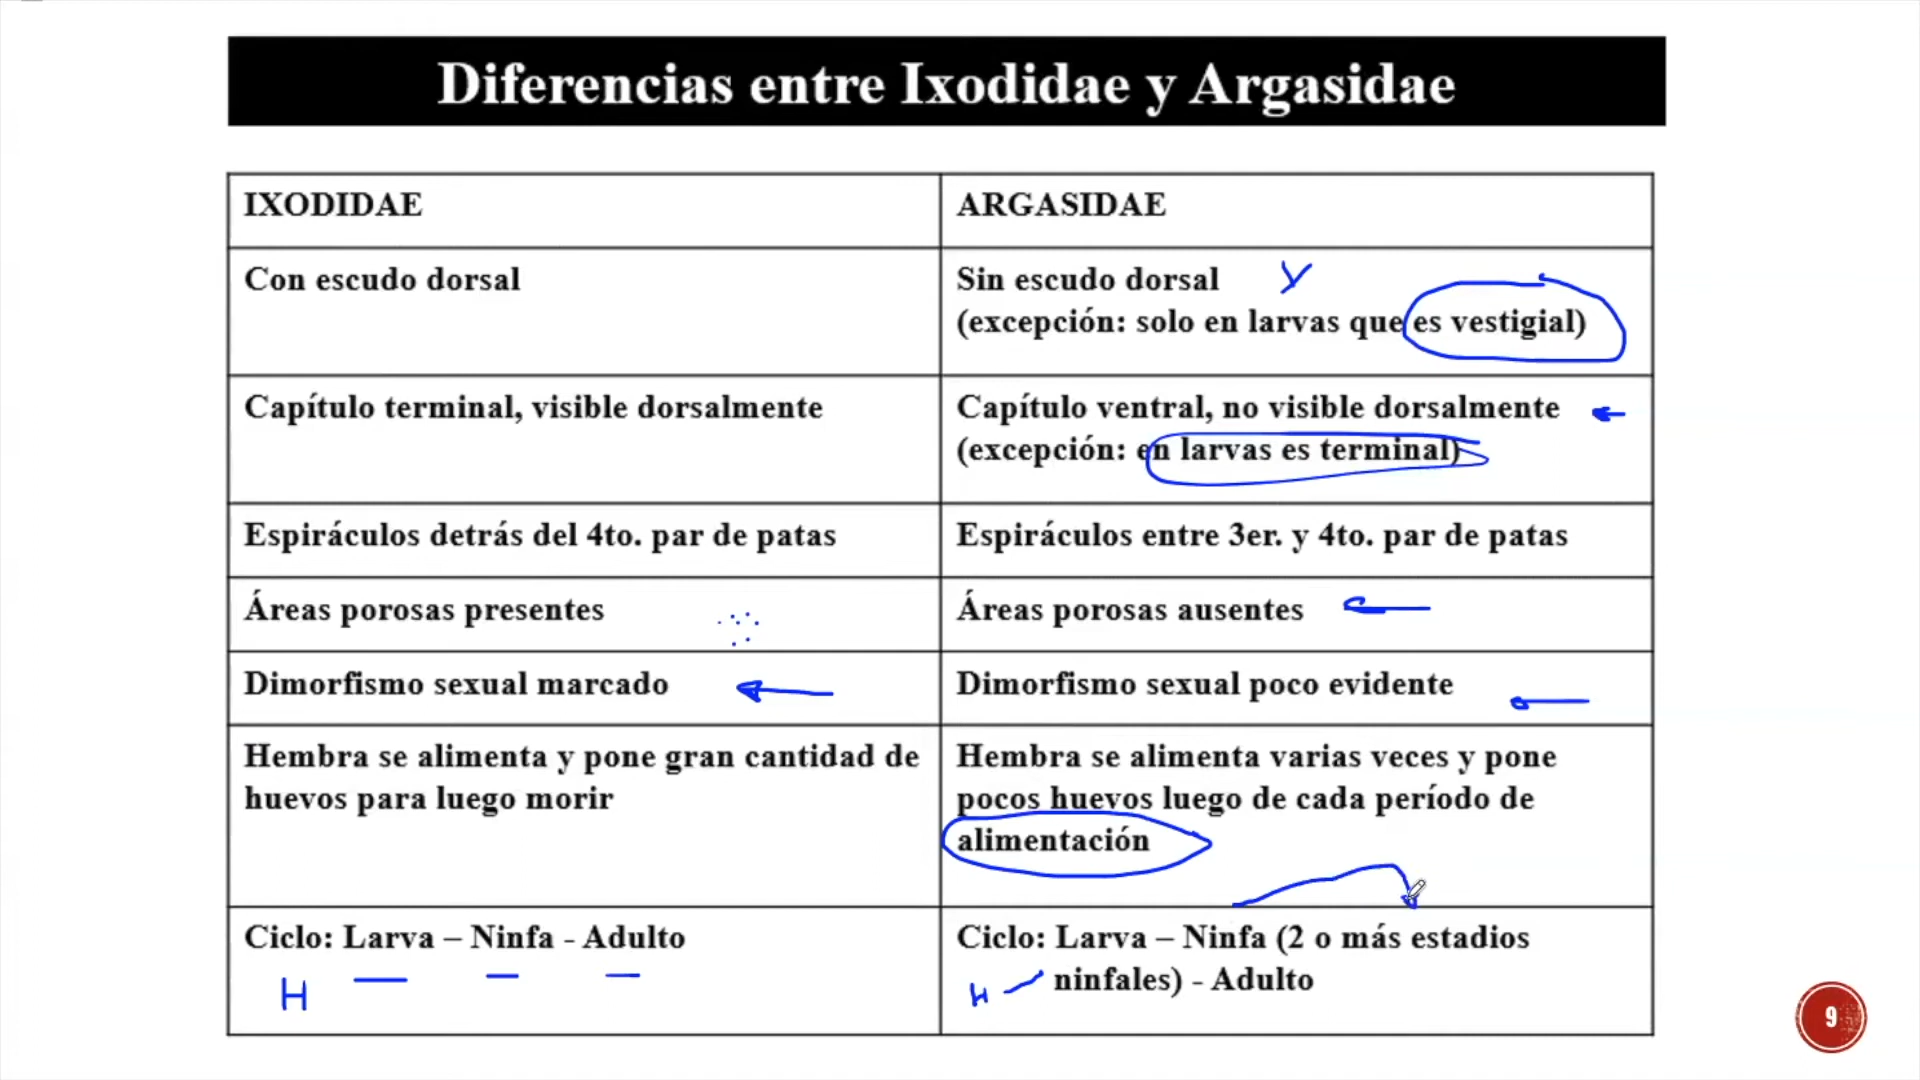 Diferencias entre Ixodidae y Argasidae
IXODIDAE
ARGASIDAE
Con escudo dorsal
Sin escudo dorsal
(excepción: solo en larvas que es vestigial)
Capítulo terminal, visible dorsalmente
Capítulo ventral, no visible dorsalmente
(excepción: en larvas es terminal)
Espiráculos detrás del 4to. par de patas
Espiráculos entre 3er. y 4to. par de patas
Áreas porosas presentes
Áreas porosas ausentes
Dimorfismo sexual marcado
Dimorfismo sexual poco evidente
Hembra se alimenta y pone gran cantidad de
huevos para luego morir
Hembra se alimenta varias veces y pone
pocos huevos luego de cada período de
alimentación
Ciclo: Larva – Ninfa - Adulto
H
Ciclo: Larva – Ninfa (2 o más estadios
ninfales) - Adulto
H
9